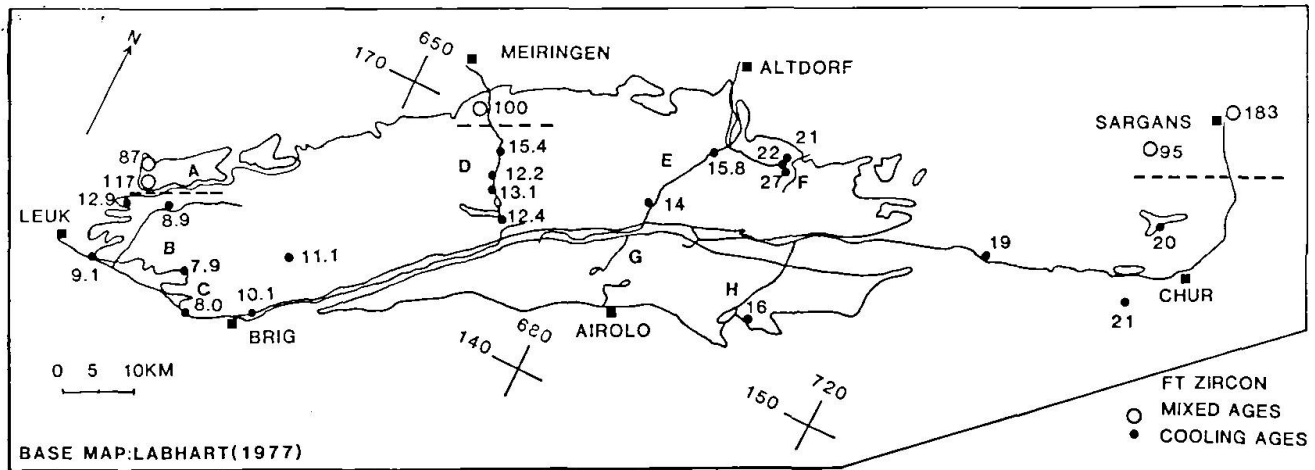 N
650
170
MEIRINGEN
ALTDORF
100
SARGANS
183
95
87
117
A
15.4
D
12.2
13.1
12.4
E
15.8
21
22
27
F
14
12.9
8.9
LEUK
B
9.1
7.9
11.1
C
8.0
10.1
BRIG
G
H
19
20
CHUR
21
16
AIROLO
680
140
720
150
0 5 10KM
FT ZIRCON
MIXED AGES
COOLING AGES
BASE MAP:LABHART(1977)